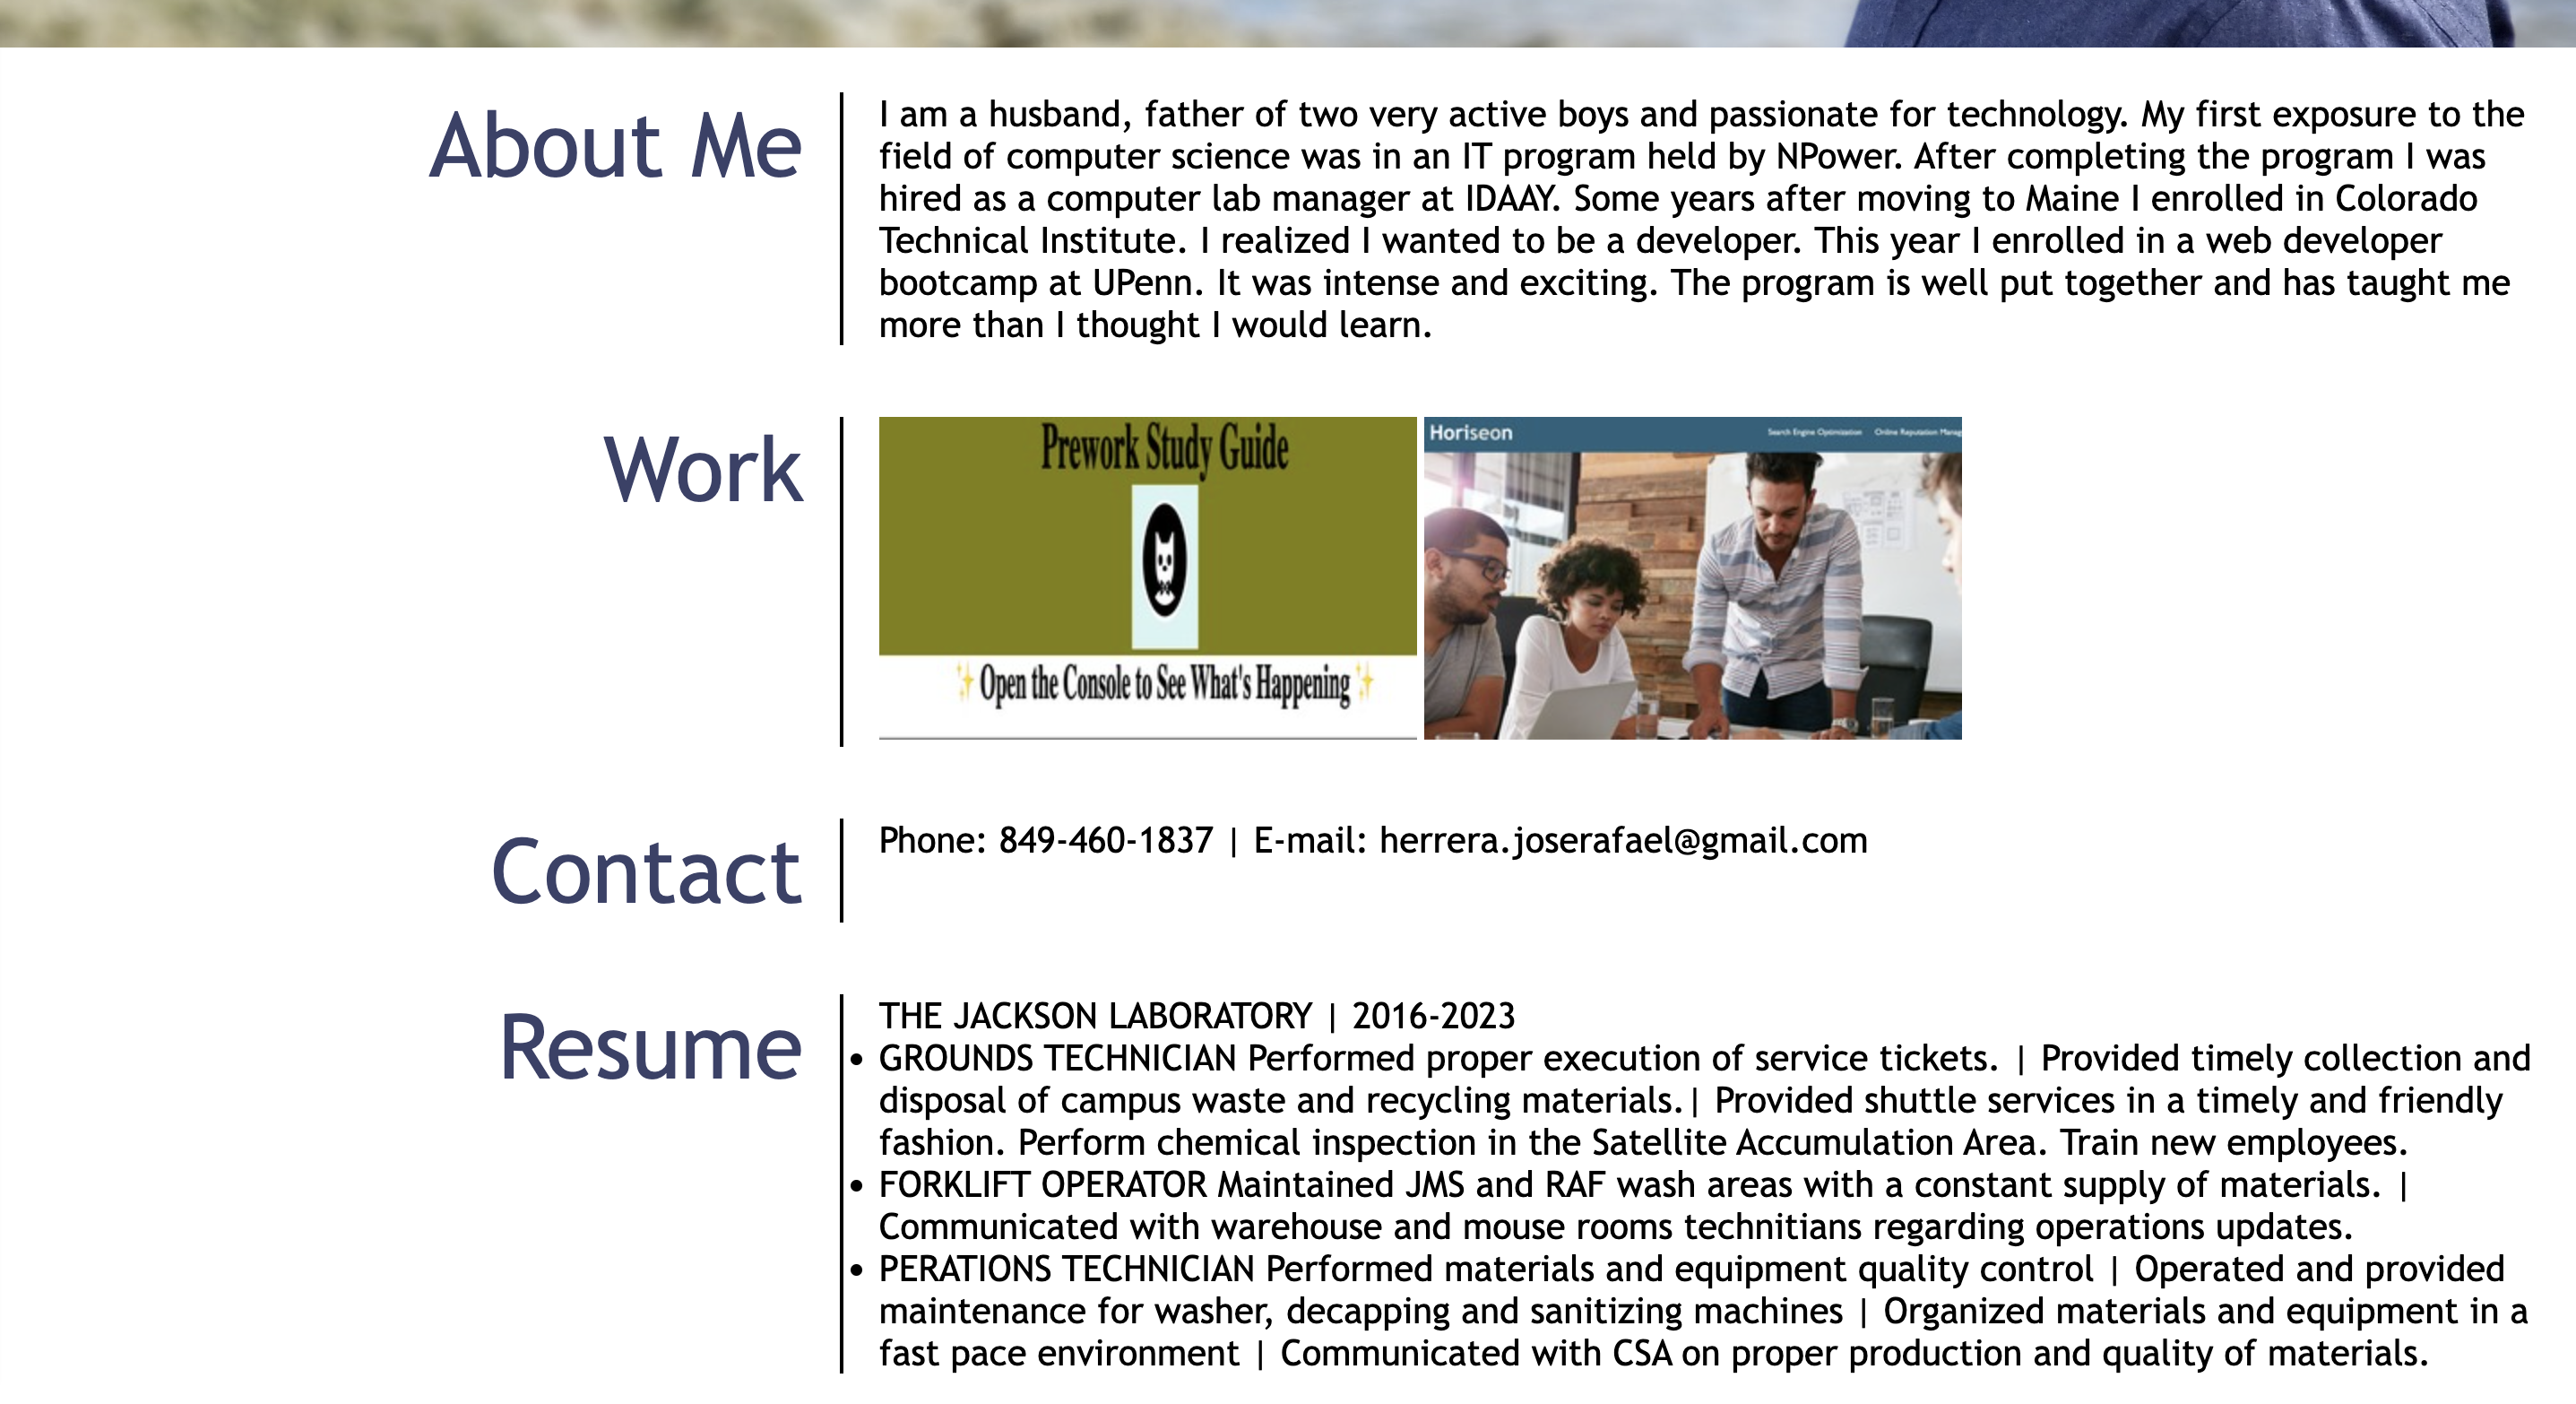 About Me
I am a husband, father of two very active boys and passionate for technology. My first exposure to the
field of computer science was in an IT program held by NPower. After completing the program I was
hired as a computer lab manager at IDAAY. Some years after moving to Maine I enrolled in Colorado
Technical Institute. I realized I wanted to be a developer. This year I enrolled in a web developer
bootcamp at UPenn. It was intense and exciting. The program is well put together and has taught me
more than I thought I would learn.
Work
Prework Study Guide
✨ Open the Console to See What's Happening ✨
Horiseon
Search Engine Optimization Online Reputation Manag
Contact
Phone: 849-460-1837 | E-mail: herrera.joserafael@gmail.com
Resume
THE JACKSON LABORATORY | 2016-2023
• GROUNDS TECHNICIAN Performed proper execution of service tickets. | Provided timely collection and
disposal of campus waste and recycling materials.| Provided shuttle services in a timely and friendly
fashion. Perform chemical inspection in the Satellite Accumulation Area. Train new employees.
• FORKLIFT OPERATOR Maintained JMS and RAF wash areas with a constant supply of materials. |
Communicated with warehouse and mouse rooms technitians regarding operations updates.
• PERATIONS TECHNICIAN Performed materials and equipment quality control | Operated and provided
maintenance for washer, decapping and sanitizing machines | Organized materials and equipment in a
fast pace environment | Communicated with CSA on proper production and quality of materials.